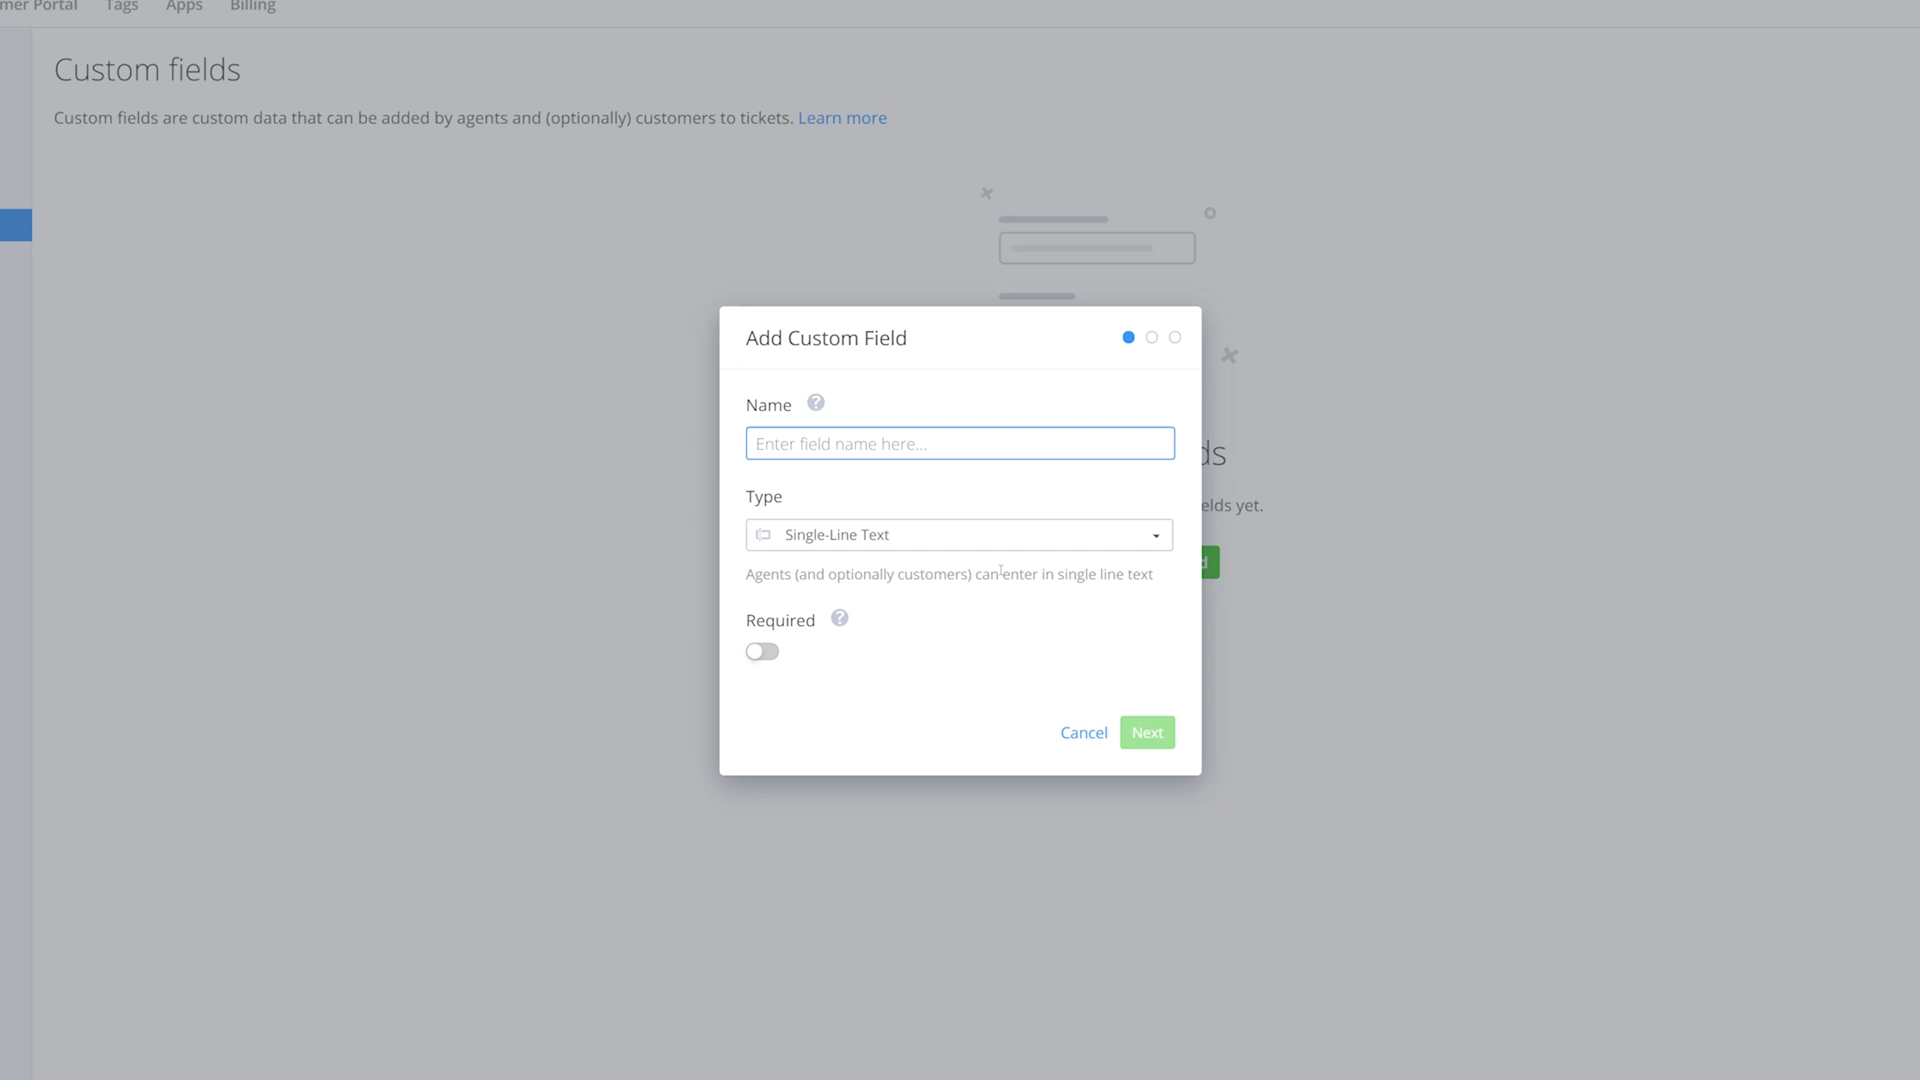 mer Portal Tags Apps Billing
Custom fields
Custom fields are custom data that can be added by agents and (optionally) customers to tickets. Learn more
Add Custom Field
Name ?
Enter field name here...
ds
Type
elds yet.
Single-Line Text
d
Agents (and optionally customers) can enter in single line text
Required ?
Cancel Next